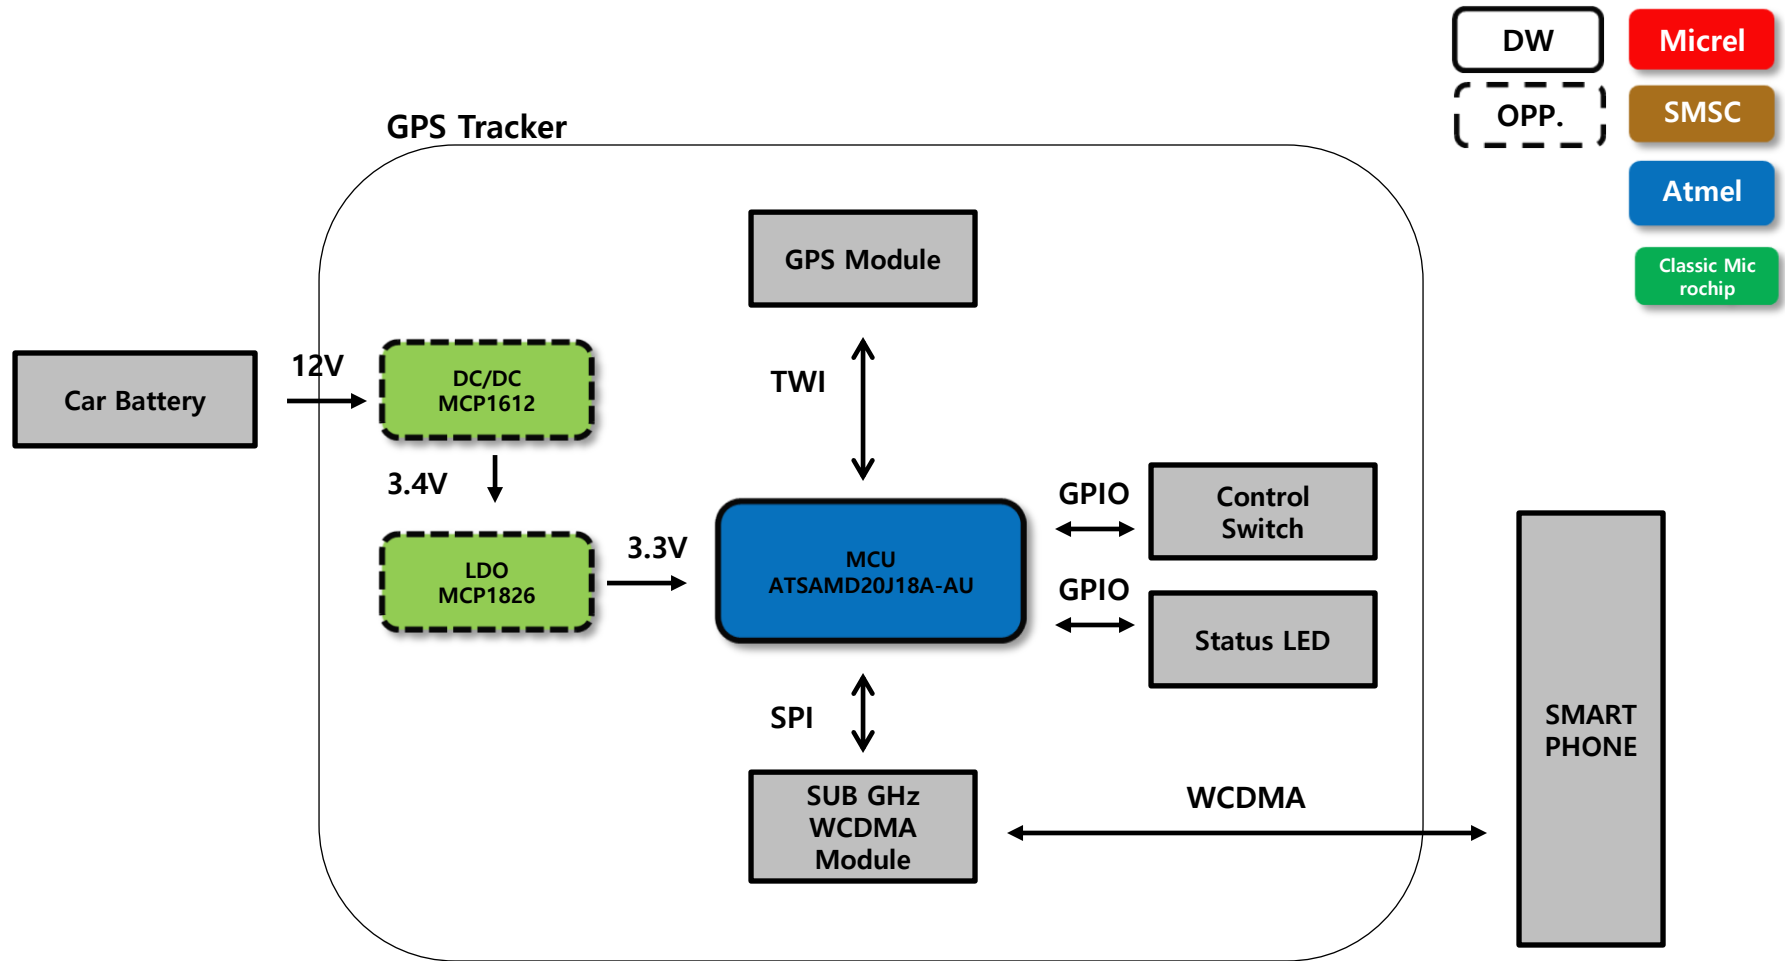 DW
Micrel
OPP.
SMSC
Atmel
Classic Mic
rochip
GPS Tracker
GPS Module
12V
Car Battery
DC/DC
MCP1612
TWI
3.4V
LDO
MCP1826
3.3V
MCU
ATSAMD20J18A-AU
GPIO
Control
Switch
GPIO
Status LED
SPI
SUB GHz
WCDMA
Module
WCDMA
SMART
PHONE